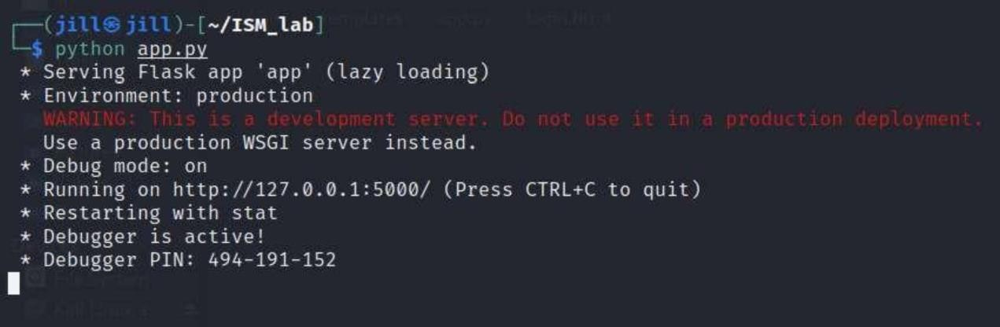 (jill㉿jill)-[~/ISM_lab]
$ python app.py
* Serving Flask app 'app' (lazy loading)
* Environment: production
WARNING: This is a development server. Do not use it in a production deployment.
Use a production WSGI server instead.
* Debug mode: on
* Running on http://127.0.0.1:5000/ (Press CTRL+C to quit)
* Restarting with stat
* Debugger is active!
* Debugger PIN: 494-191-152